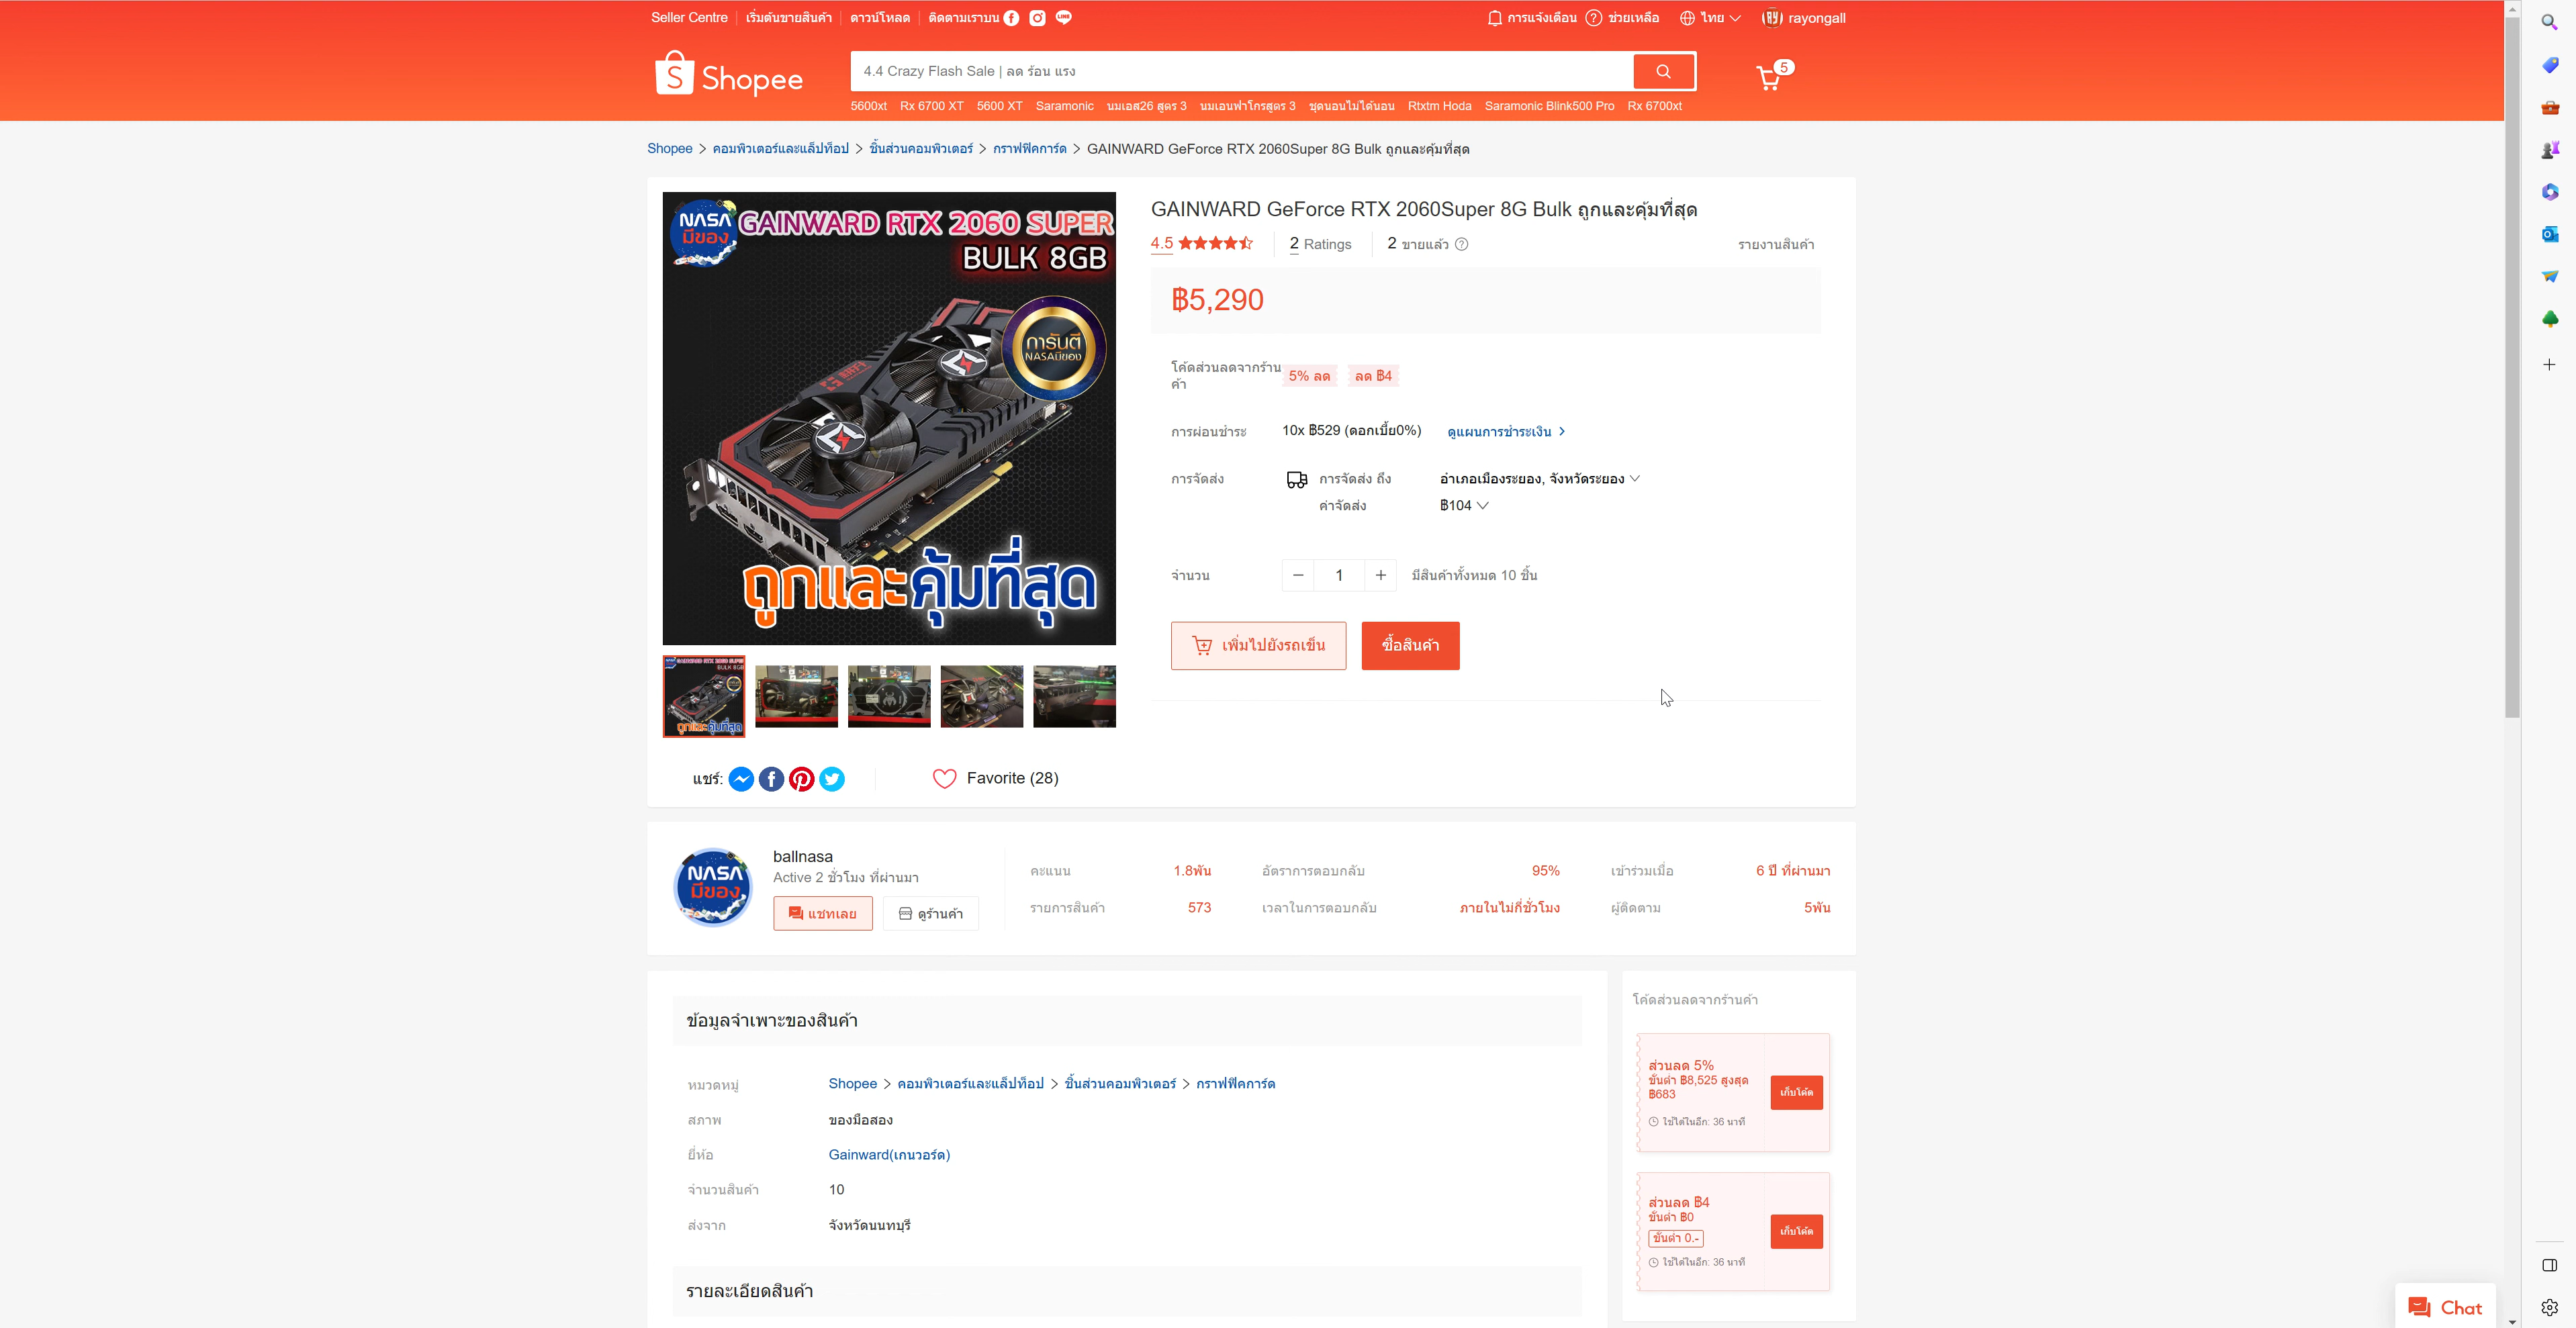 Seller Centre
เริ่มต้นขายสินค้า
ดาวน์โหลด
ติดตามเราบน
การแจ้งเตือน
ช่วยเหลือ
ไทย
rayongall
Shopee
4.4 Crazy Flash Sale | ลด ร้อน แรง
5
5600xt Rx 6700 XT 5600 XT Saramonic นมเอส26 สูตร 3 นมเอนฟาโกรสูตร 3 ชุดนอนไม่ได้นอน Rtxtm Hoda Saramonic Blink500 Pro Rx 6700xt
Shopee > คอมพิวเตอร์และแล็ปท็อป > ชิ้นส่วนคอมพิวเตอร์ > กราฟฟิคการ์ด > GAINWARD GeForce RTX 2060Super 8G Bulk ถูกและคุ้มที่สุด
NASA
มีของ
GAINWARD RTX 2060 SUPER
BULK 8GB
การันตี
NASAมีของ
ถูกและคุ้มที่สุด
GAINWARD GeForce RTX 2060Super 8G Bulk ถูกและคุ้มที่สุด
4.5
2 Ratings
2 ขายแล้ว
รายงานสินค้า
฿5,290
โค้ดส่วนลดจากร้าน
ค้า
5% ลด
ลด ฿4
การผ่อนชำระ
10x ฿529 (ดอกเบี้ย0%)
ดูแผนการชำระเงิน
การจัดส่ง
การจัดส่ง ถึง
อำเภอเมืองระยอง, จังหวัดระยอง
ค่าจัดส่ง
฿104
จำนวน
1
มีสินค้าทั้งหมด 10 ชิ้น
เพิ่มไปยังรถเข็น
ซื้อสินค้า
แชร์:
Favorite (28)
NASA
มีของ
ballnasa
Active 2 ชั่วโมง ที่ผ่านมา
แชทเลย
ดูร้านค้า
คะแนน
1.8พัน
อัตราการตอบกลับ
95%
เข้าร่วมเมื่อ
6 ปี ที่ผ่านมา
รายการสินค้า
573
เวลาในการตอบกลับ
ภายในไม่กี่ชั่วโมง
ผู้ติดตาม
5พัน
ข้อมูลจำเพาะของสินค้า
หมวดหมู่
Shopee > คอมพิวเตอร์และแล็ปท็อป > ชิ้นส่วนคอมพิวเตอร์ > กราฟฟิคการ์ด
สภาพ
ของมือสอง
ยี่ห้อ
Gainward(เกนวอร์ด)
จำนวนสินค้า
10
ส่งจาก
จังหวัดนนทบุรี
รายละเอียดสินค้า
โค้ดส่วนลดจากร้านค้า
ส่วนลด 5%
ขั้นต่ำ ฿8,525 สูงสุด
฿683
ใช้ได้ในอีก: 36 นาที
เก็บโค้ด
ส่วนลด ฿4
ขั้นต่ำ ฿0
ขั้นต่ำ 0.-
ใช้ได้ในอีก: 36 นาที
เก็บโค้ด
Chat